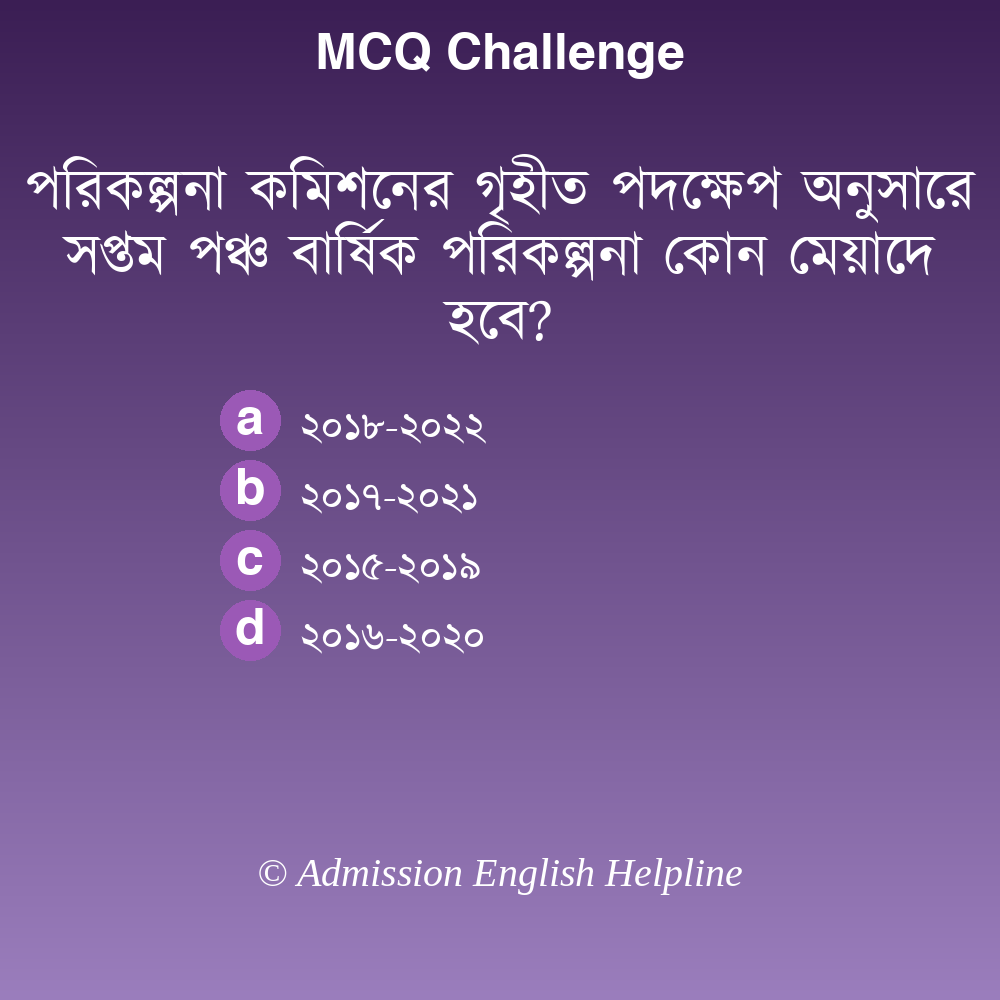 MCQ Challenge
পরিকল্পনা কমিশনের গৃহীত পদক্ষেপ অনুসারে
সপ্তম পঞ্চ বার্ষিক পরিকল্পনা কোন মেয়াদে
হবে?
a ২০১৮-২০২২
b ২০১৭-২০২১
c ২০১৫-২০১৯
d ২০১৬-২০২০
© Admission English Helpline